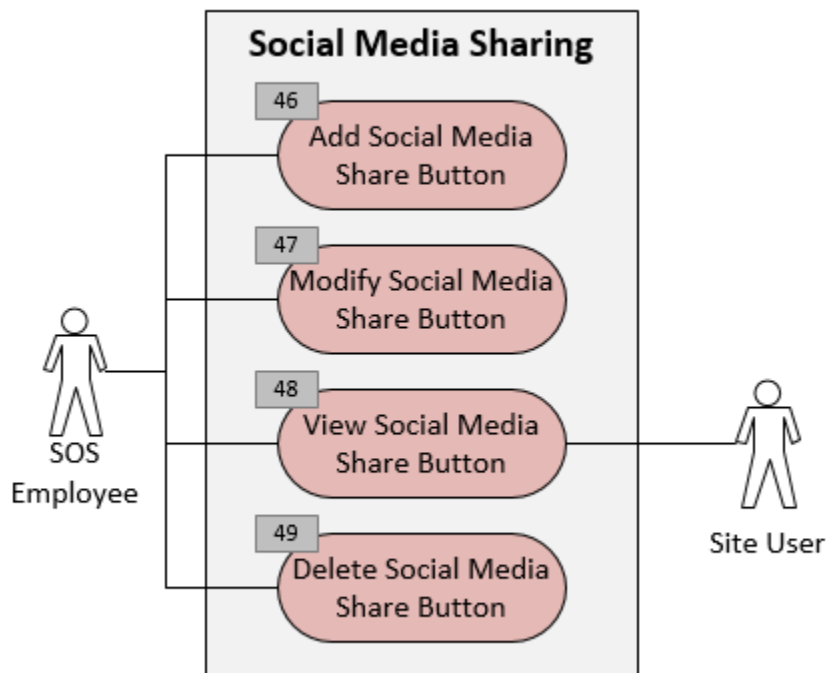 Social Media Sharing
46
Add Social Media
Share Button
47
Modify Social Media
Share Button
48
View Social Media
Share Button
49
Delete Social Media
Share Button
SOS
Employee
Site User